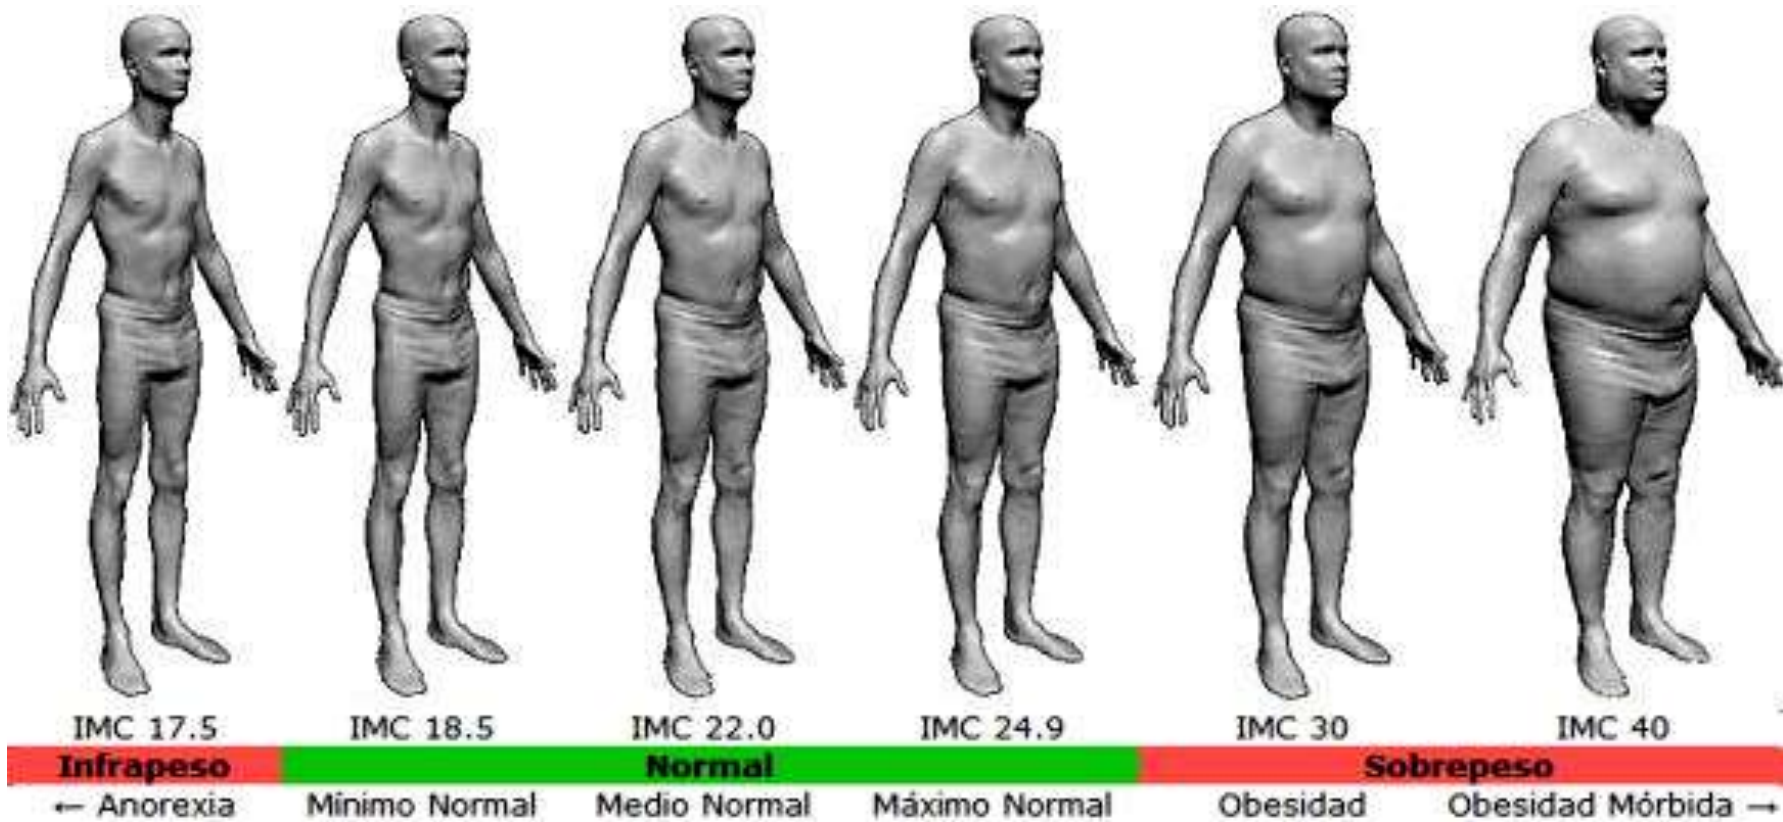 IMC 17.5 IMC 18.5 IMC 22.0 IMC 24.9 IMC 30 IMC 40
Infrapeso Normal Sobrepeso
← Anorexia Mínimo Normal Medio Normal Máximo Normal Obesidad Obesidad Mórbida →